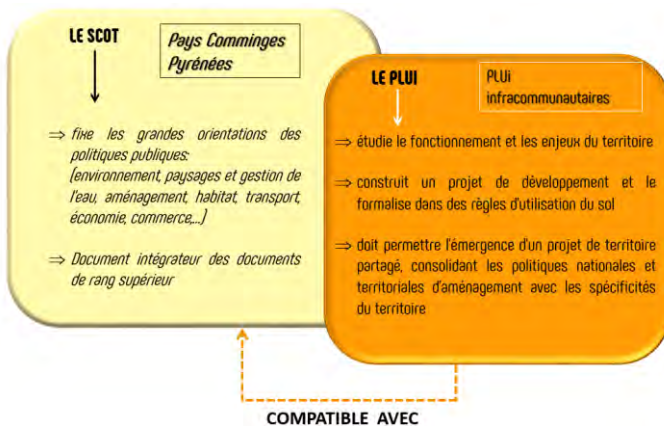 LE SCOT
Pays Comminges
Pyrénées
⇒ fixe les grandes orientations des
politiques publiques:
(environnement, paysages et gestion de
l'eau, aménagement, habitat, transport,
économie, commerce,...)
⇒ Document intégrateur des documents
de rang supérieur
LE PLUI
PLUi
infracommunautaires
⇒ étudie le fonctionnement et les enjeux du territoire
⇒ construit un projet de développement et le
formalise dans des règles d'utilisation du sol
⇒ doit permettre l'émergence d'un projet de territoire
partagé, consolidant les politiques nationales et
territoriales d'aménagement avec les spécificités
du territoire
COMPATIBLE AVEC